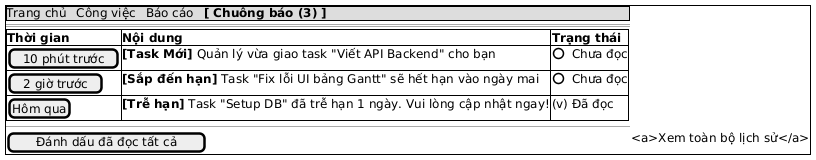 Trang chủ Công việc Báo cáo [ Chuông báo (3) ]
Thời gian Nội dung Trạng thái
10 phút trước [Task Mới] Quản lý vừa giao task "Viết API Backend" cho bạn Chưa đọc
2 giờ trước [Sắp đến hạn] Task "Fix lỗi UI bảng Gantt" sẽ hết hạn vào ngày mai Chưa đọc
Hôm qua [Trễ hạn] Task "Setup DB" đã trễ hạn 1 ngày. Vui lòng cập nhật ngay! (v) Đã đọc
Đánh dấu đã đọc tất cả <a>Xem toàn bộ lịch sử</a>